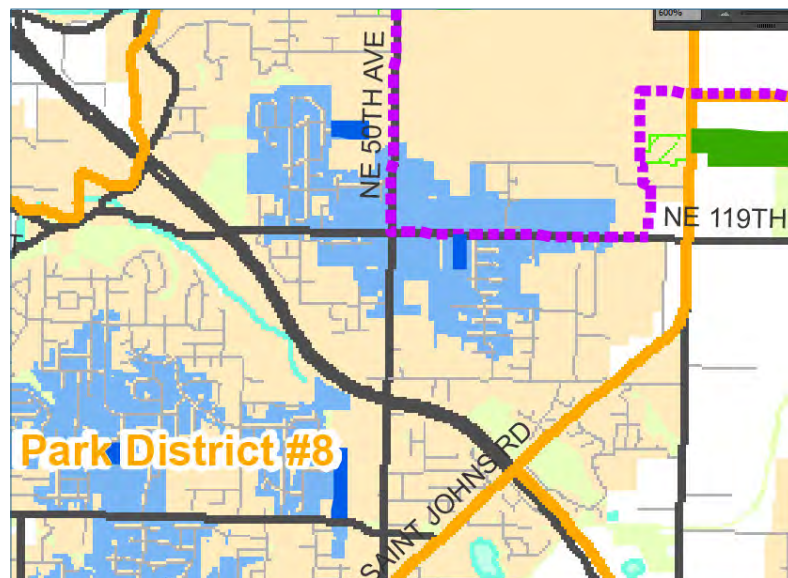 600%
NE 50TH AVE
NE 119TH
T
Park District #8
SAINT JOHNS RD